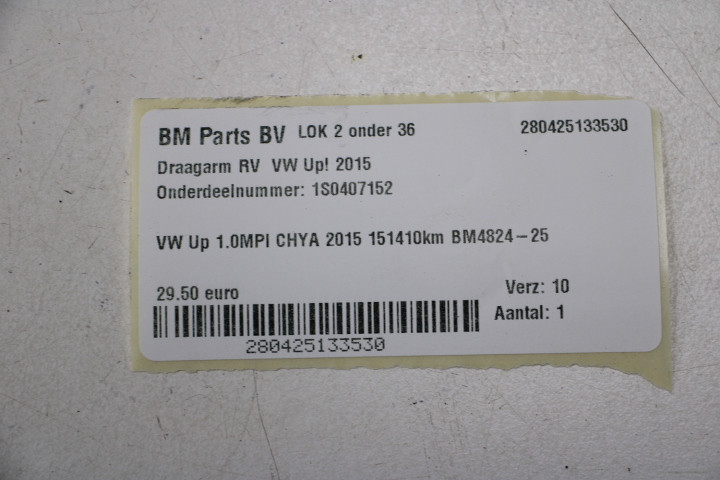 BM Parts BV LOK 2 onder 36 280425133530
Draagarm RV VW Up! 2015
Onderdeelnummer: 1S0407152
VW Up 1.0MPI CHYA 2015 151410km BM4824-25
29.50 euro Verz: 10
Aantal: 1
280425133530